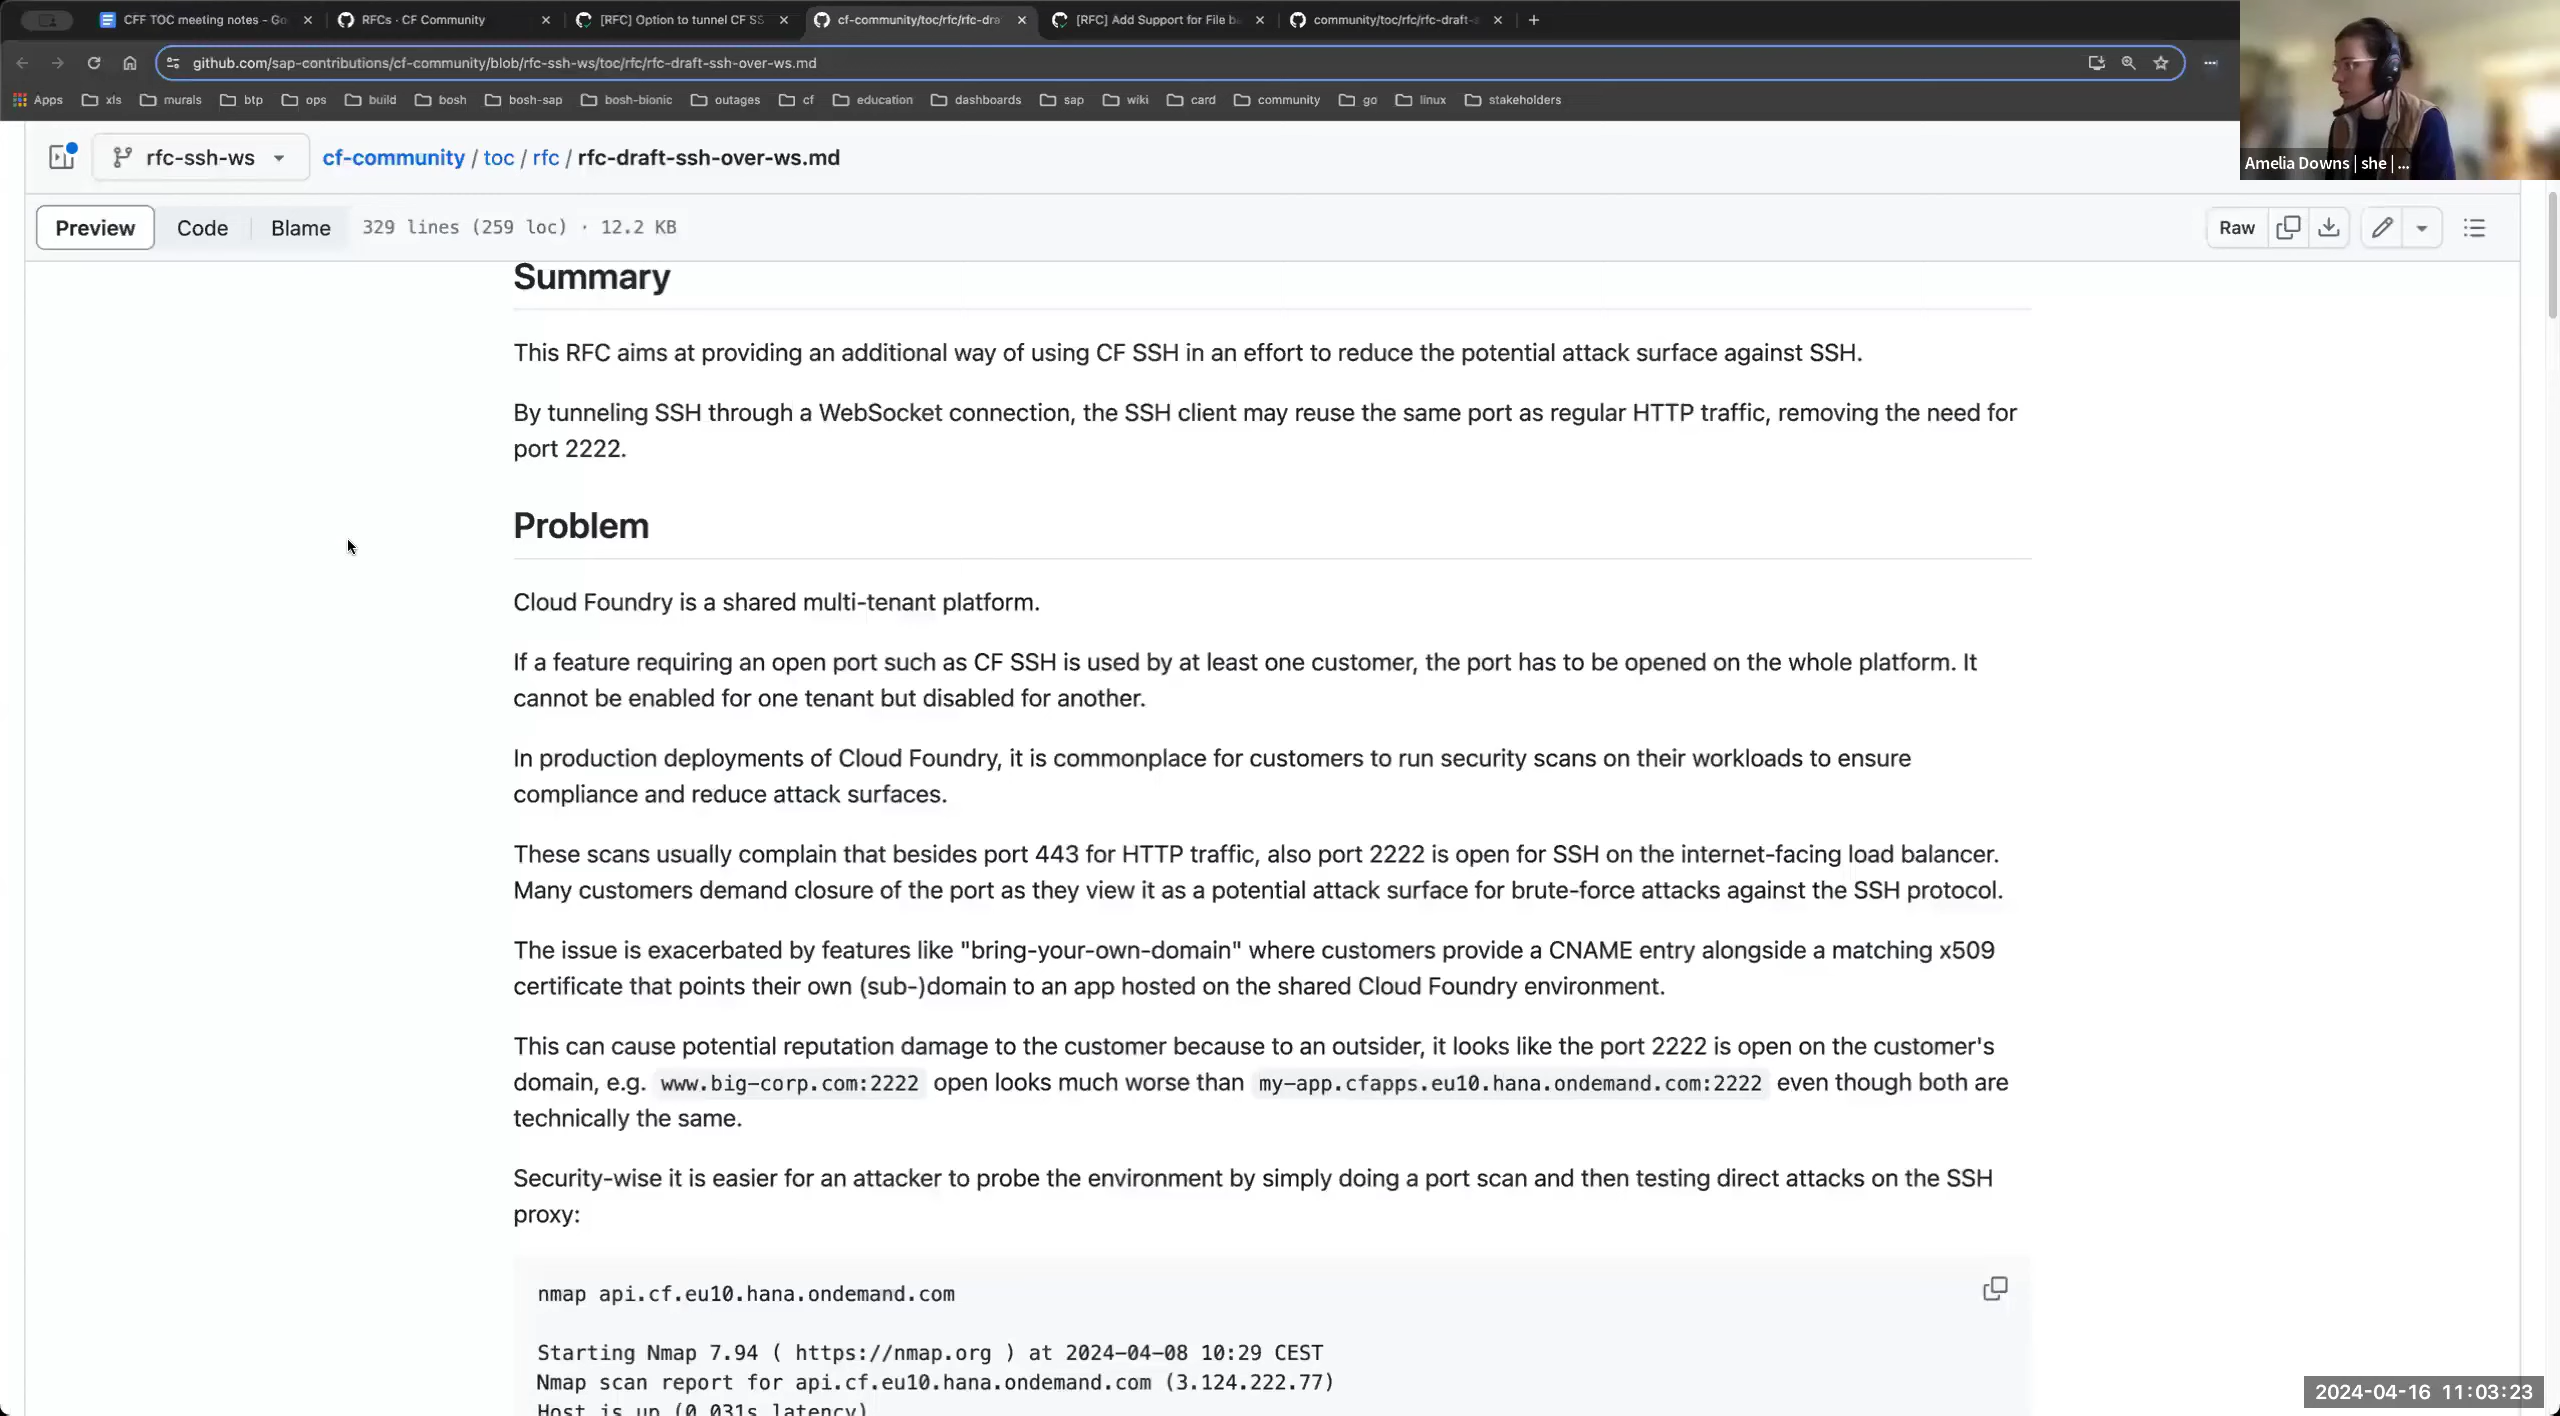 CFF TOC meeting notes - Go
RFCs · CF Community
[RFC] Option to tunnel CF SS
cf-community/toc/rfc/rfc-dra
[RFC] Add Support for File b
community/toc/rfc/rfc-draft-
github.com/sap-contributions/cf-community/blob/rfc-ssh-ws/toc/rfc/rfc-draft-ssh-over-ws.md
Apps xls murals btp ops build bosh bosh-sap bosh-bionic outages cf education dashboards sap wiki card community go linux stakeholders
Amelia Downs | she | ...
rfc-ssh-ws cf-community / toc / rfc / rfc-draft-ssh-over-ws.md
Preview Code Blame 329 lines (259 loc) · 12.2 KB Raw
Summary
This RFC aims at providing an additional way of using CF SSH in an effort to reduce the potential attack surface against SSH.
By tunneling SSH through a WebSocket connection, the SSH client may reuse the same port as regular HTTP traffic, removing the need for
port 2222.
Problem
Cloud Foundry is a shared multi-tenant platform.
If a feature requiring an open port such as CF SSH is used by at least one customer, the port has to be opened on the whole platform. It
cannot be enabled for one tenant but disabled for another.
In production deployments of Cloud Foundry, it is commonplace for customers to run security scans on their workloads to ensure
compliance and reduce attack surfaces.
These scans usually complain that besides port 443 for HTTP traffic, also port 2222 is open for SSH on the internet-facing load balancer.
Many customers demand closure of the port as they view it as a potential attack surface for brute-force attacks against the SSH protocol.
The issue is exacerbated by features like "bring-your-own-domain" where customers provide a CNAME entry alongside a matching x509
certificate that points their own (sub-)domain to an app hosted on the shared Cloud Foundry environment.
This can cause potential reputation damage to the customer because to an outsider, it looks like the port 2222 is open on the customer's
domain, e.g. www.big-corp.com:2222 open looks much worse than my-app.cfapps.eu10.hana.ondemand.com:2222 even though both are
technically the same.
Security-wise it is easier for an attacker to probe the environment by simply doing a port scan and then testing direct attacks on the SSH
proxy:
nmap api.cf.eu10.hana.ondemand.com
Starting Nmap 7.94 ( https://nmap.org ) at 2024-04-08 10:29 CEST
Nmap scan report for api.cf.eu10.hana.ondemand.com (3.124.222.77)
Host is up (0.031s latency)
2024-04-16 11:03:23